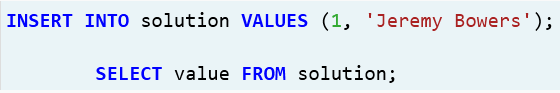 INSERT INTO solution VALUES (1, 'Jeremy Bowers');
SELECT value FROM solution;